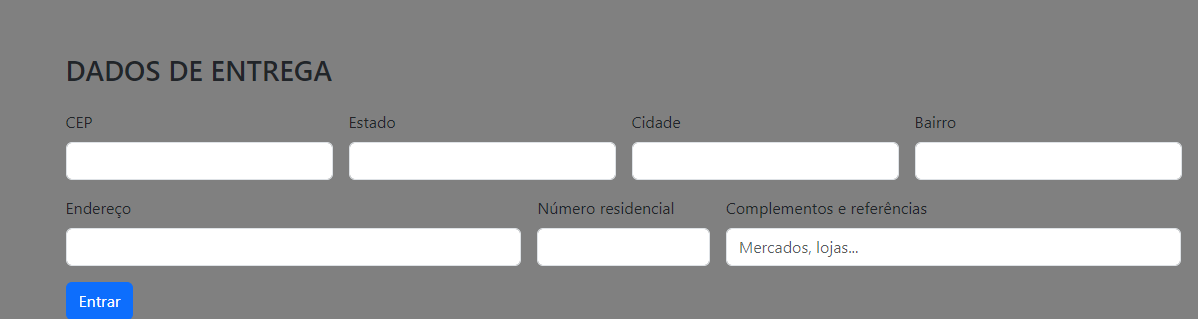 DADOS DE ENTREGA
CEP Estado Cidade Bairro
Endereço Número residencial Complementos e referências
Mercados, lojas...
Entrar